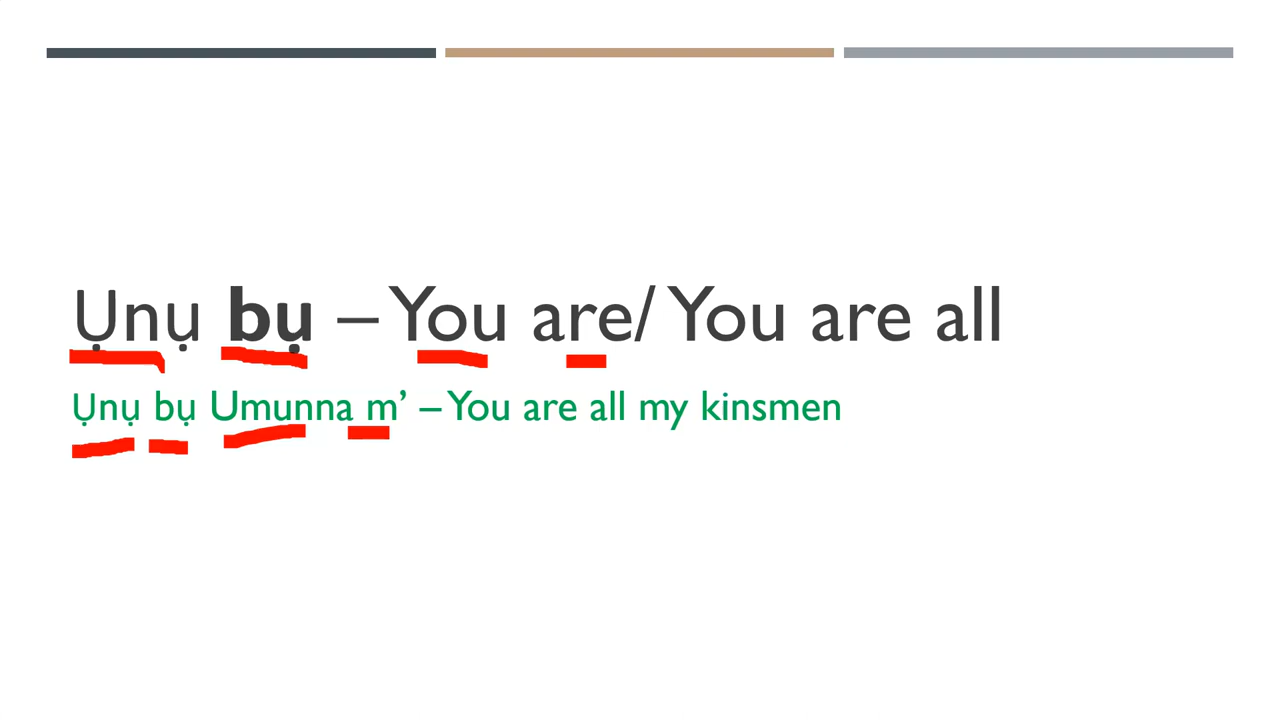 Ụnụ bụ – You are/ You are all
Ụnụ bụ Umunna m’ – You are all my kinsmen